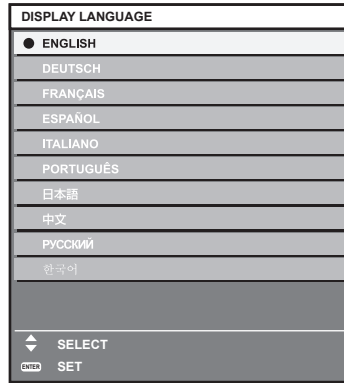 DISPLAY LANGUAGE
ENGLISH
DEUTSCH
FRANÇAIS
ESPAÑOL
ITALIANO
PORTUGUÊS
日本語
中文
РУССКИЙ
한국어
SELECT
ENTER SET